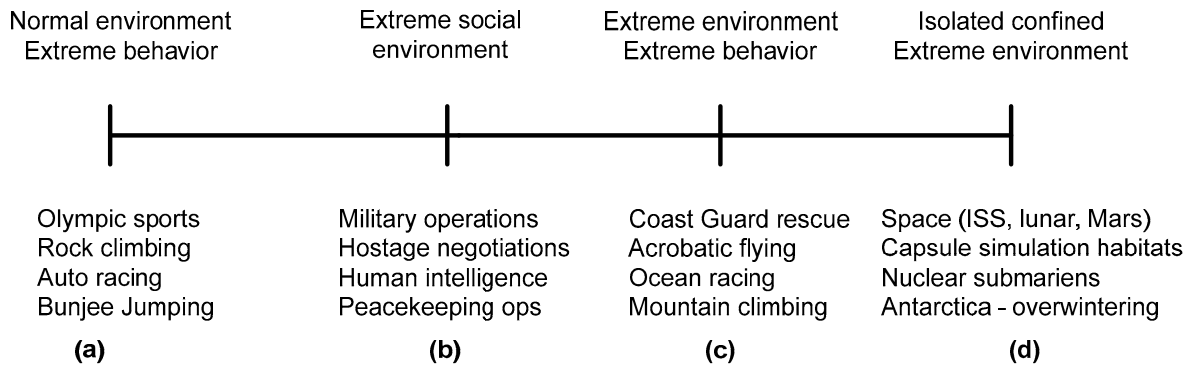 Normal environment
Extreme behavior
Extreme social
environment
Extreme environment
Extreme behavior
Isolated confined
Extreme environment
Olympic sports
Rock climbing
Auto racing
Bunjee Jumping
(a)
Military operations
Hostage negotiations
Human intelligence
Peacekeeping ops
(b)
Coast Guard rescue
Acrobatic flying
Ocean racing
Mountain climbing
(c)
Space (ISS, lunar, Mars)
Capsule simulation habitats
Nuclear submariens
Antarctica - overwintering
(d)